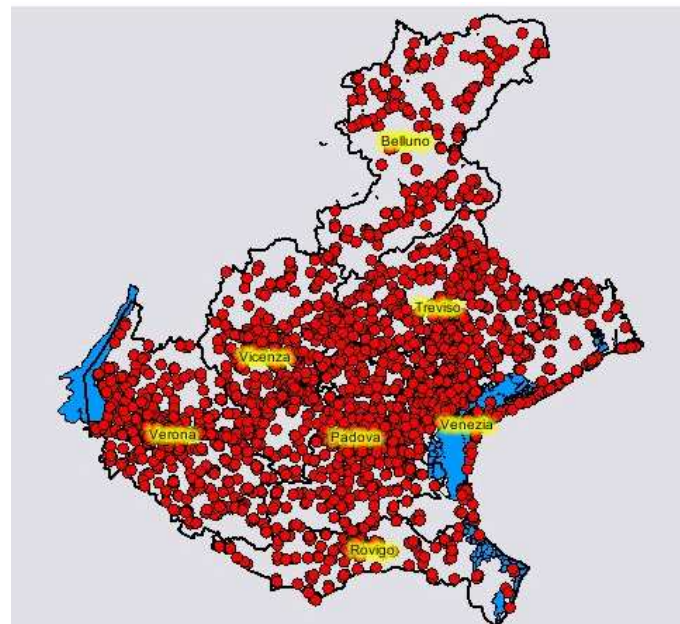 Belluno
Treviso
Vicenza
Verona
Padova
Venezia
Rovigo